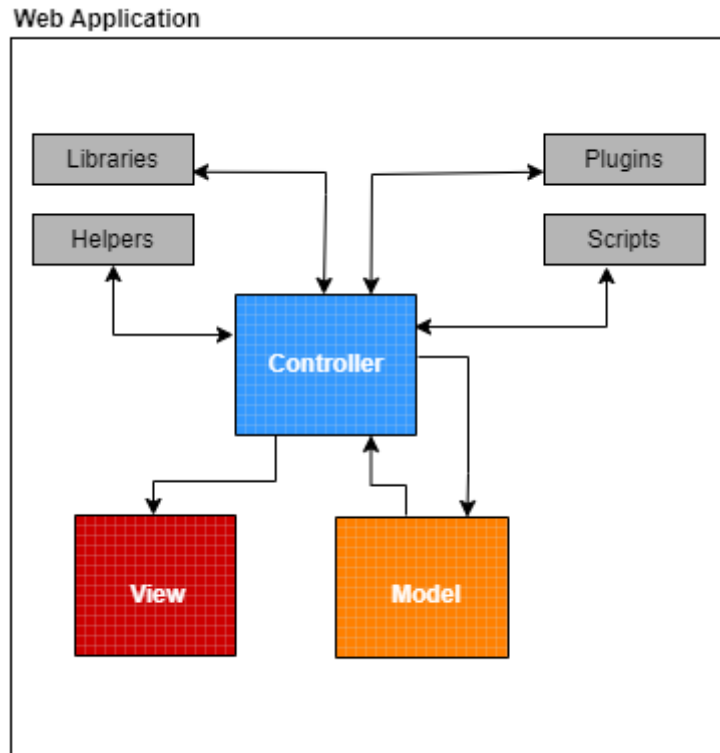 Web Application
Libraries
Plugins
Helpers
Scripts
Controller
View
Model